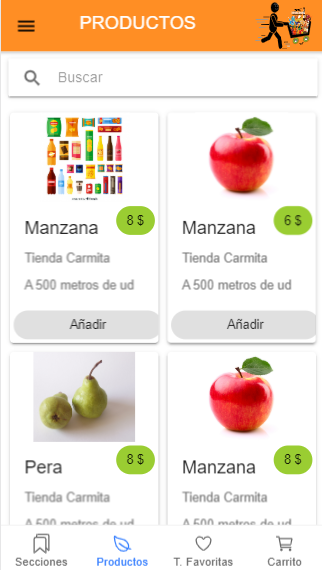 PRODUCTOS
Buscar
8 $
Manzana
Tienda Carmita
A 500 metros de ud
Añadir
6 $
Manzana
Tienda Carmita
A 500 metros de ud
Añadir
8 $
Pera
Tienda Carmita
A 500 metros de ud
8 $
Manzana
Tienda Carmita
A 500 metros de ud
Secciones
Productos
T. Favoritas
Carrito